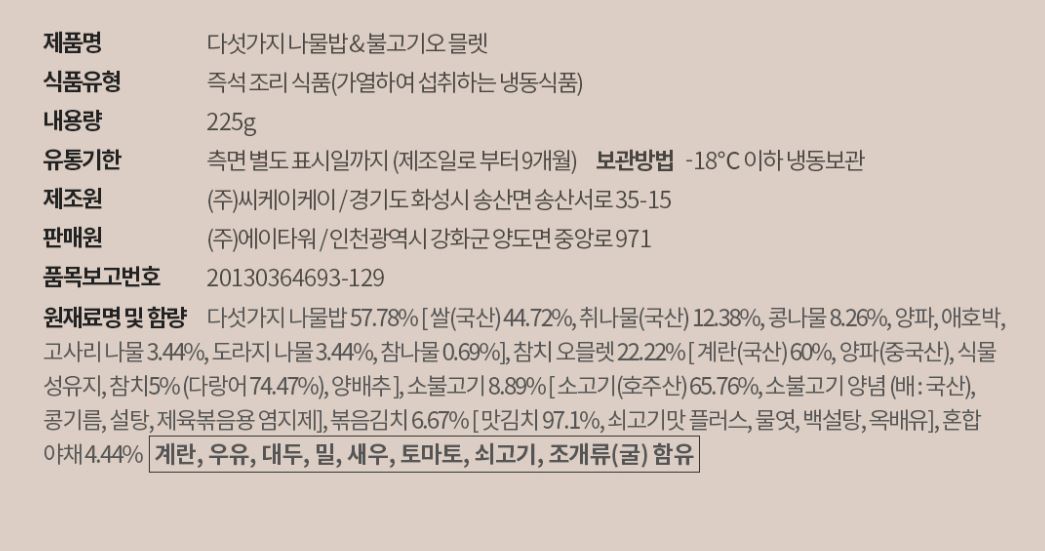 제품명 다섯가지 나물밥 & 불고기오 믈렛
식품유형 즉석 조리 식품(가열하여 섭취하는 냉동식품)
내용량 225g
유통기한 측면 별도 표시일까지 (제조일로 부터 9개월) 보관방법 -18°C 이하 냉동보관
제조원 (주)씨케이케이 / 경기도 화성시 송산면 송산서로 35-15
판매원 (주)에이타워 / 인천광역시 강화군 양도면 중앙로 971
품목보고번호 20130364693-129
원재료명 및 함량 다섯가지 나물밥 57.78% [ 쌀(국산) 44.72%, 취나물(국산) 12.38%, 콩나물 8.26%, 양파, 애호박,
고사리 나물 3.44%, 도라지 나물 3.44%, 참나물 0.69%], 참치 오믈렛 22.22% [ 계란(국산) 60%, 양파(중국산), 식물
성유지, 참치5% (다랑어 74.47%), 양배추 ], 소불고기 8.89% [ 소고기(호주산) 65.76%, 소불고기 양념 (배 : 국산),
콩기름, 설탕, 제육볶음용 염지제], 볶음김치 6.67% [ 맛김치 97.1%, 쇠고기맛 플러스, 물엿, 백설탕, 옥배유], 혼합
야채 4.44% 계란, 우유, 대두, 밀, 새우, 토마토, 쇠고기, 조개류(굴) 함유